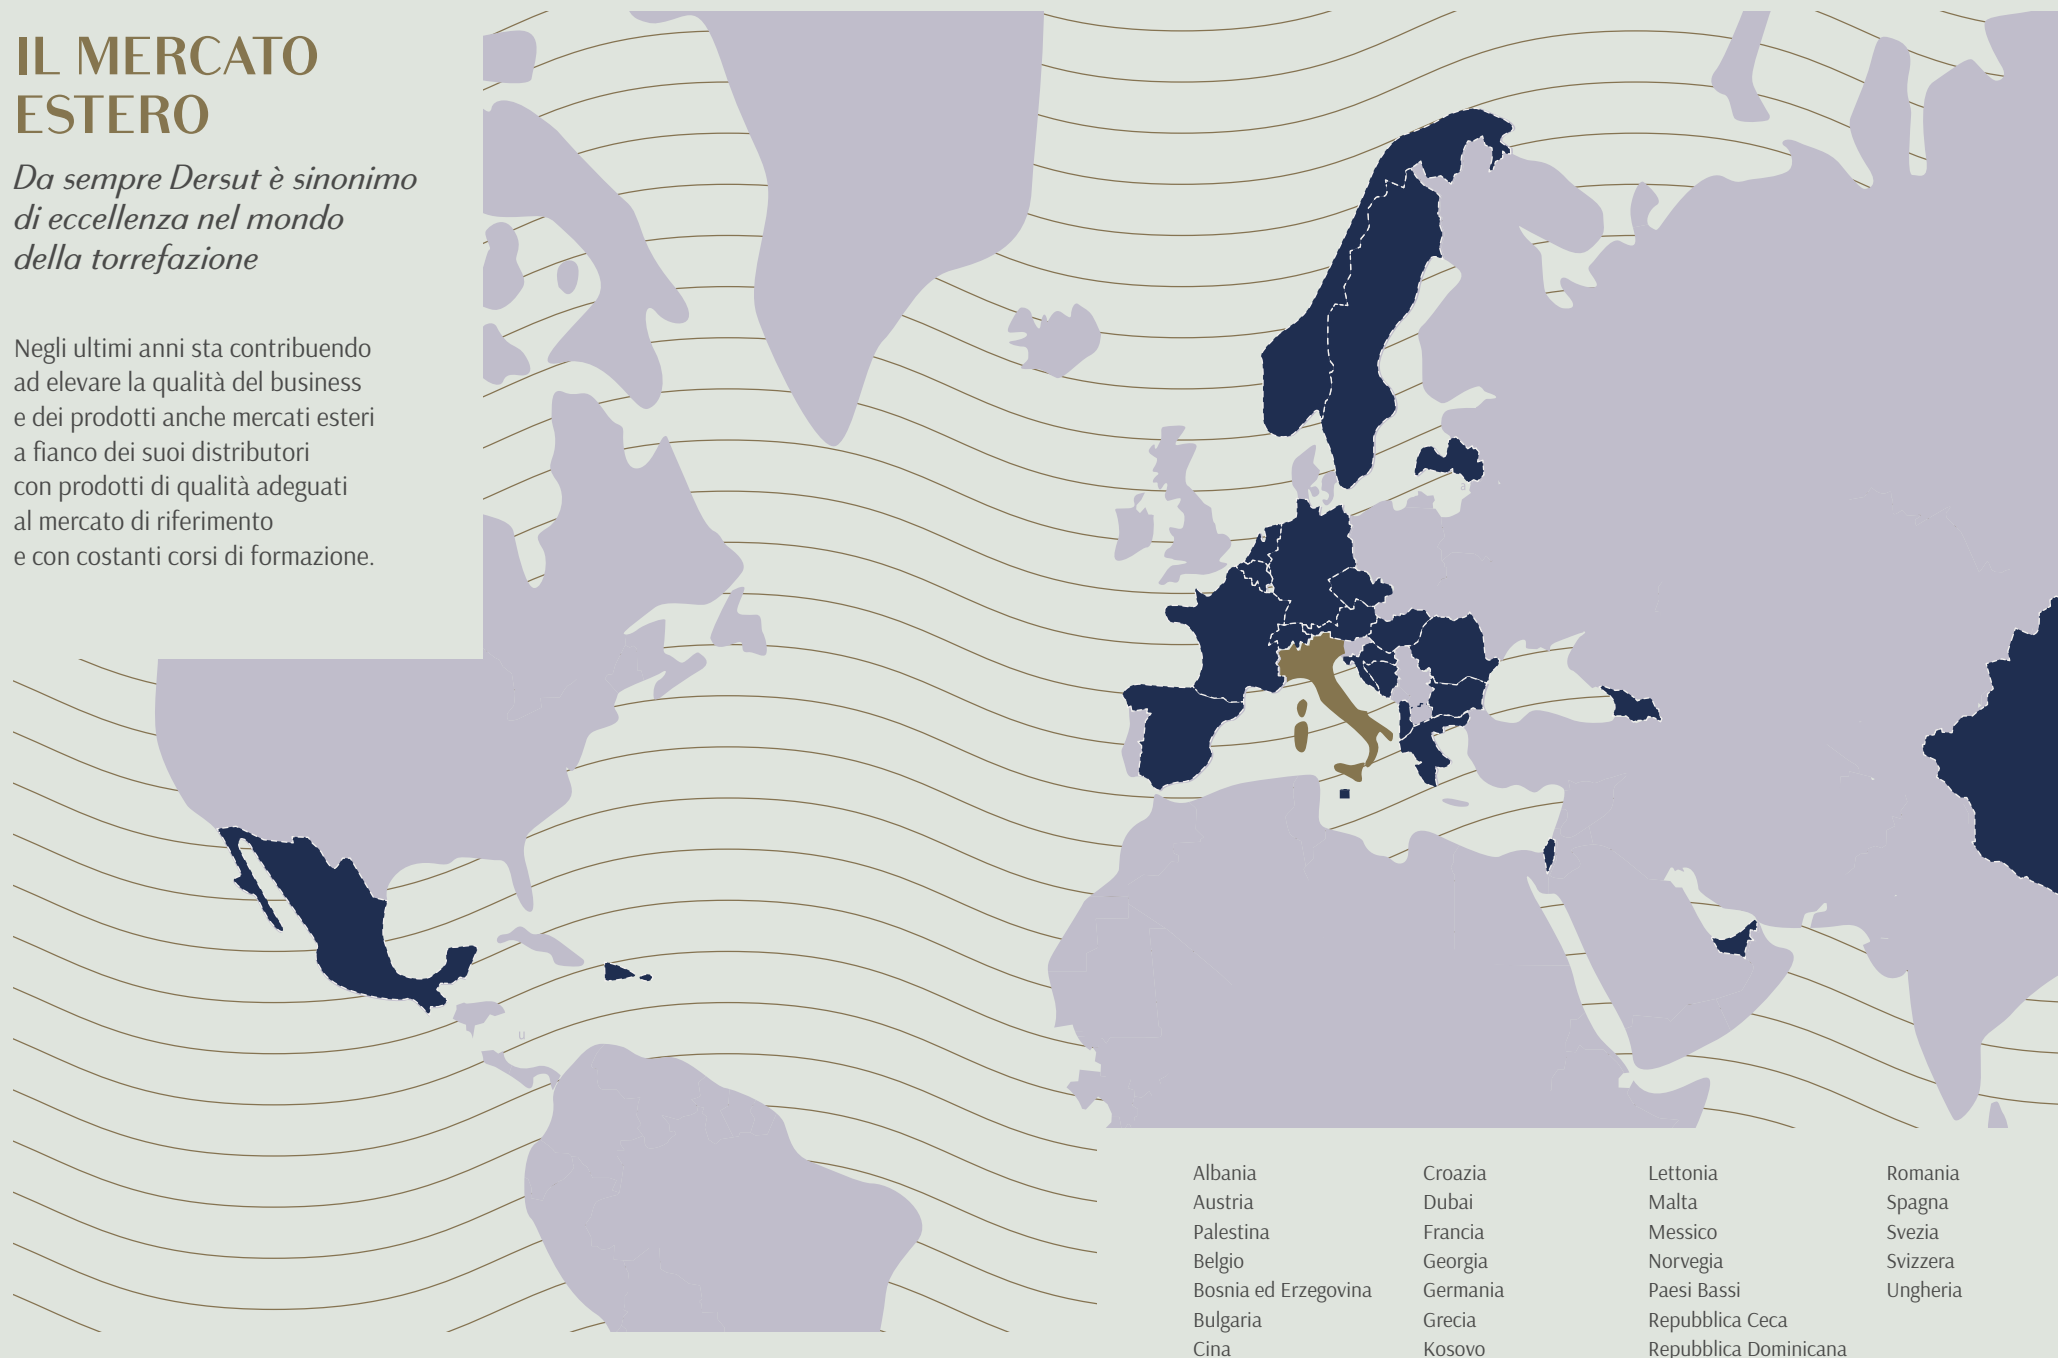 IL MERCATO
ESTERO
Da sempre Dersut è sinonimo
di eccellenza nel mondo
della torrefazione
Negli ultimi anni sta contribuendo
ad elevare la qualità del business
e dei prodotti anche mercati esteri
a fianco dei suoi distributori
con prodotti di qualità adeguati
al mercato di riferimento
e con costanti corsi di formazione.
a
u
Albania
Austria
Palestina
Belgio
Bosnia ed Erzegovina
Bulgaria
Cina
Croazia
Dubai
Francia
Georgia
Germania
Grecia
Kosovo
Lettonia
Malta
Messico
Norvegia
Paesi Bassi
Repubblica Ceca
Repubblica Dominicana
Romania
Spagna
Svezia
Svizzera
Ungheria